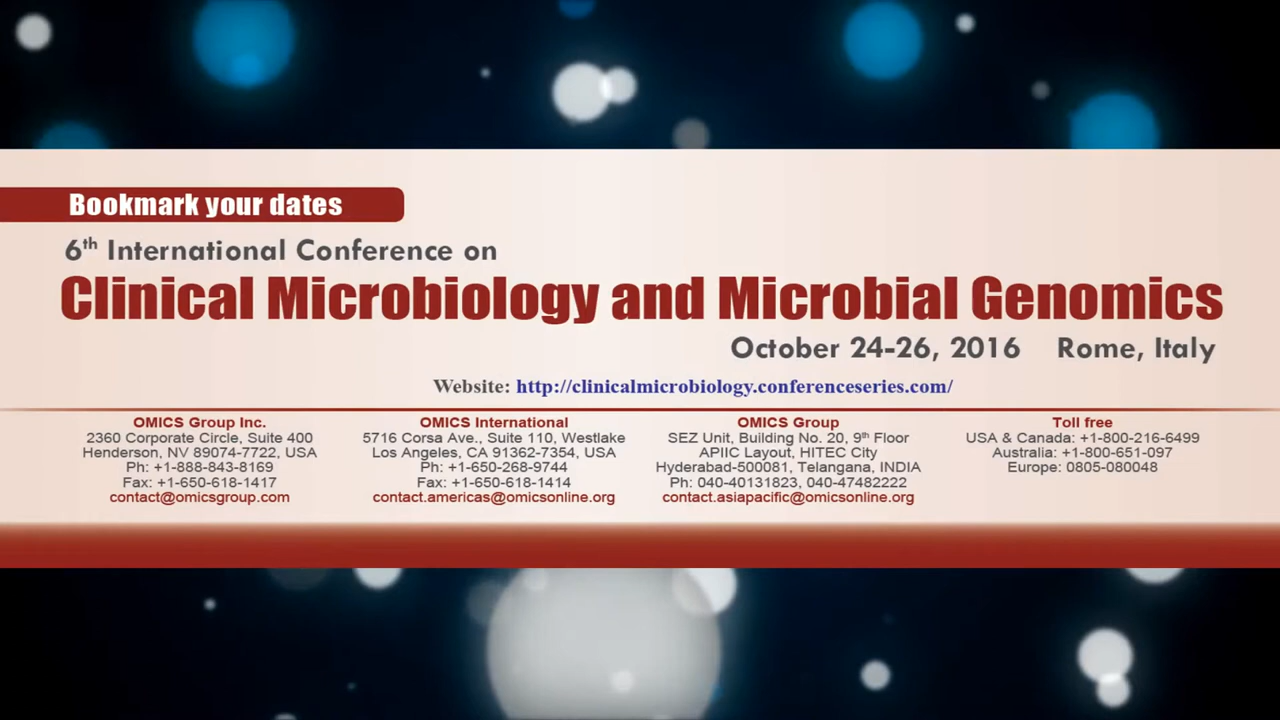 Bookmark your dates
6th International Conference on
Clinical Microbiology and Microbial Genomics
October 24-26, 2016 Rome, Italy
Website: http://clinicalmicrobiology.conferenceseries.com/
OMICS Group Inc.
2360 Corporate Circle, Suite 400
Henderson, NV 89074-7722, USA
Ph: +1-888-843-8169
Fax: +1-650-618-1417
contact@omicsgroup.com
OMICS International
5716 Corsa Ave., Suite 110, Westlake
Los Angeles, CA 91362-7354, USA
Ph: +1-650-268-9744
Fax: +1-650-618-1414
contact.americas@omicsonline.org
OMICS Group
SEZ Unit, Building No. 20, 9th Floor
APIIC Layout, HITEC City
Hyderabad-500081, Telangana, INDIA
Ph: 040-40131823, 040-47482222
contact.asiapacific@omicsonline.org
Toll free
USA & Canada: +1-800-216-6499
Australia: +1-800-651-097
Europe: 0805-080048